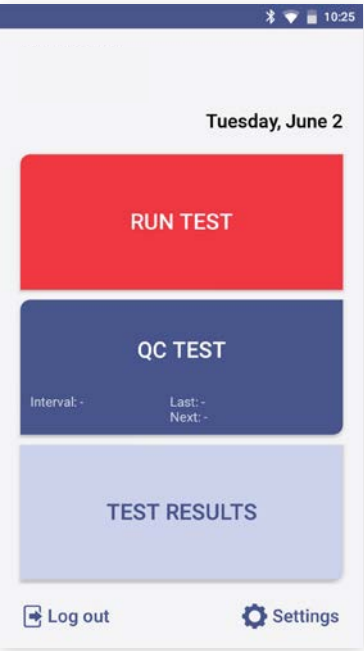 10:25
Tuesday, June 2
RUN TEST
QC TEST
Interval: - Last: -
Next: -
TEST RESULTS
Log out Settings